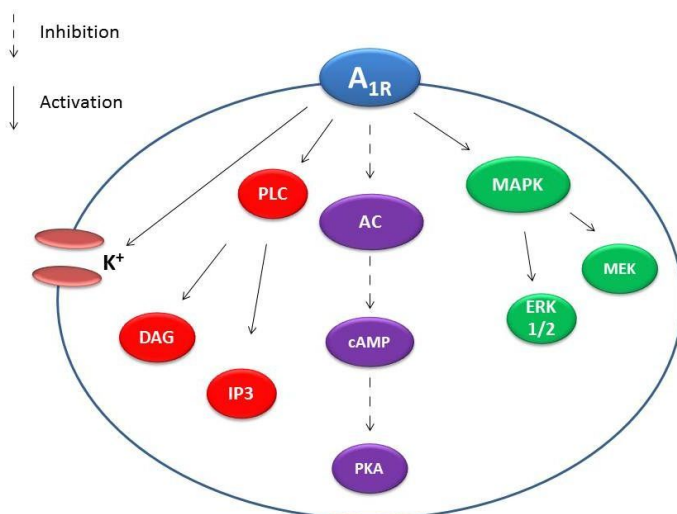 Inhibition
Activation
A1R
PLC
AC
MAPK
K+
MEK
DAG
cAMP
ERK
1/2
IP3
PKA